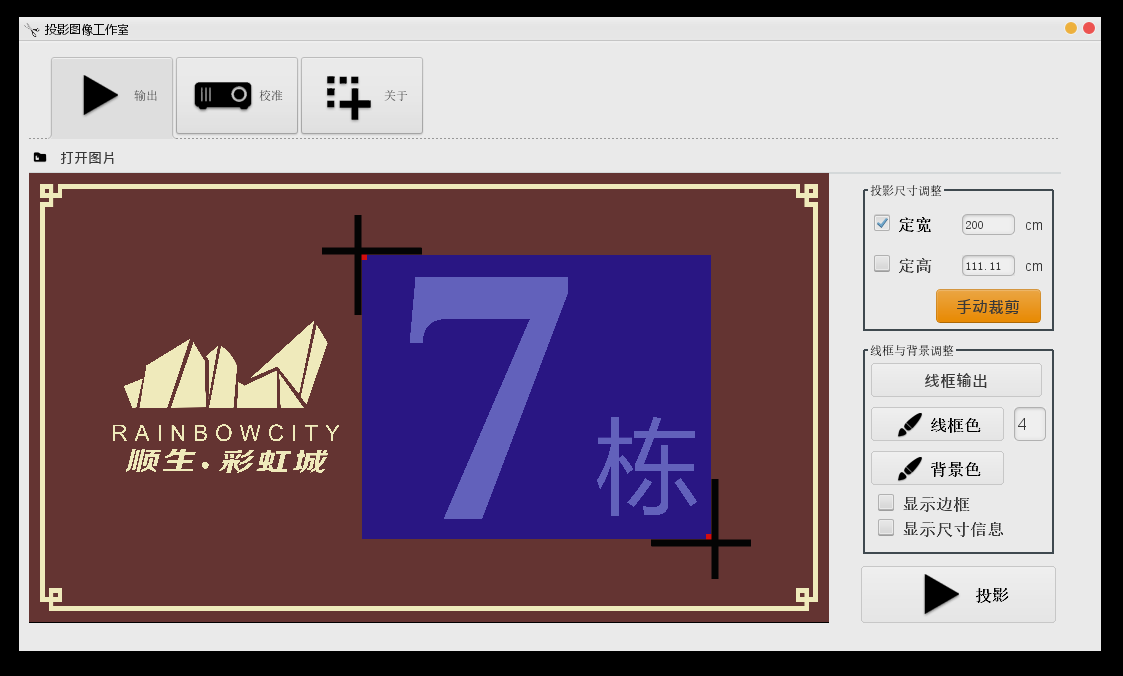 投影图像工作室
输出 校准 关于
打开图片
投影尺寸调整
定宽 200 cm
定高 111.11 cm
手动裁剪
7栋
RAINBOWCITY
顺生·彩虹城
线框与背景调整
线框输出
线框色 4
背景色
显示边框
显示尺寸信息
投影